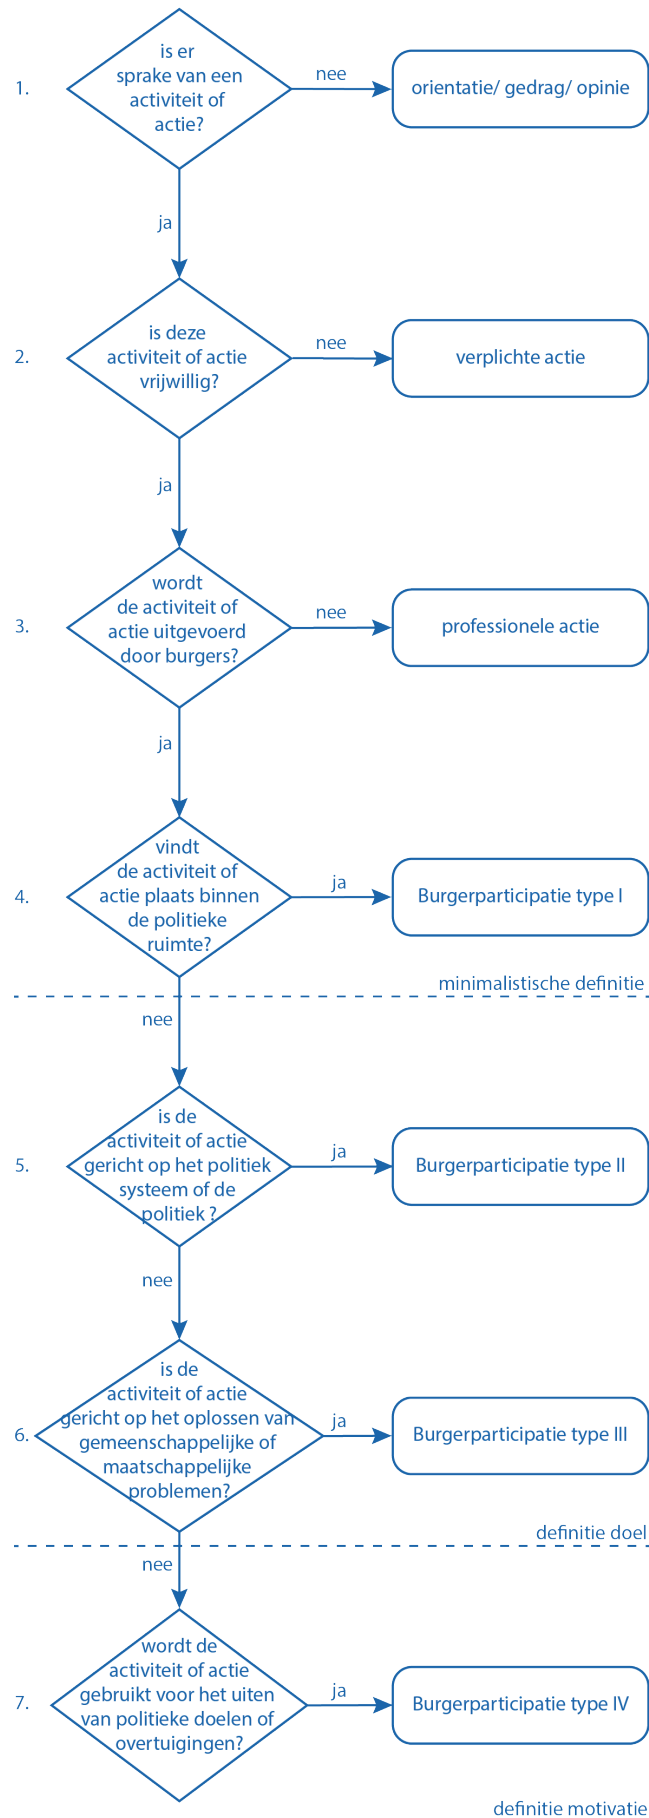 1.
is er
sprake van een
activiteit of
actie?
nee
orientatie/ gedrag/ opinie
ja
2.
is deze
activiteit of actie
vrijwillig?
nee
verplichte actie
ja
3.
wordt
de activiteit of
actie uitgevoerd
door burgers?
nee
professionele actie
ja
4.
vindt
de activiteit of
actie plaats binnen
de politieke
ruimte?
ja
Burgerparticipatie type I
minimalistische definitie
nee
5.
is de
activiteit of actie
gericht op het politiek
systeem of de
politiek ?
ja
Burgerparticipatie type II
nee
6.
is de
activiteit of actie
gericht op het oplossen van
gemeenschappelijke of
maatschappelijke
problemen?
ja
Burgerparticipatie type III
definitie doel
nee
7.
wordt de
activiteit of actie
gebruikt voor het uiten
van politieke doelen of
overtuigingen?
ja
Burgerparticipatie type IV
definitie motivatie